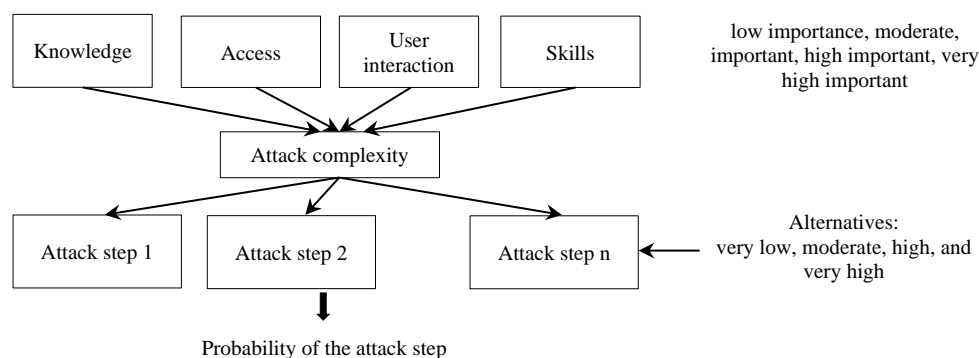 Knowledge
Access
User
interaction
Skills
low importance, moderate,
important, high important, very
high important
Attack complexity
Attack step 1
Attack step 2
Attack step n
Alternatives:
very low, moderate, high, and
very high
Probability of the attack step